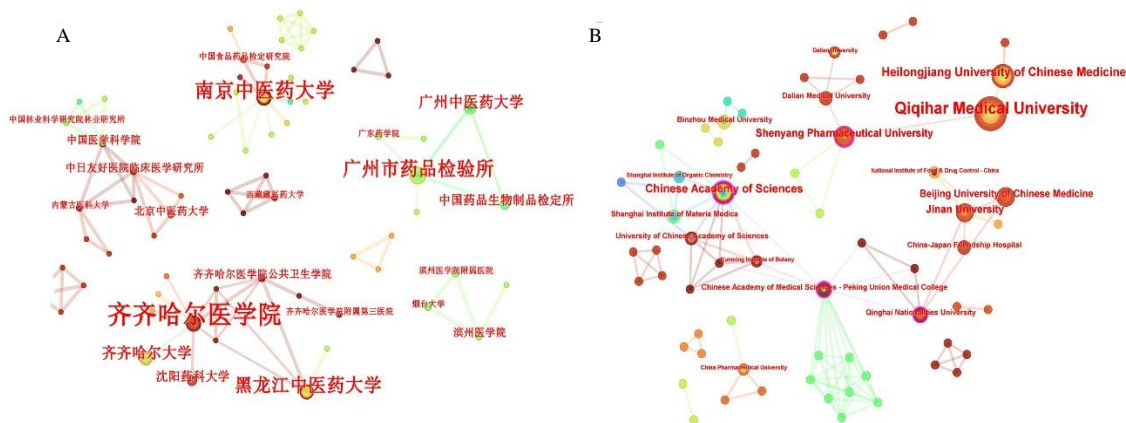 A
中国食品药品检定研究院
南京中医药大学
广州中医药大学
中国林业科学研究院林业研究所
中国医学科学院
广东药学院
中日友好医院临床医学研究所
广州市药品检验所
西藏藏医药大学
内蒙古医科大学
北京中医药大学
中国药品生物制品检定所
齐齐哈尔医学院公共卫生学院
滨州医学院附属医院
齐齐哈尔医学院
齐齐哈尔医学院附属第三医院
烟台大学
滨州医学院
齐齐哈尔大学
沈阳药科大学
黑龙江中医药大学
B
Dalian University
Heilongjiang University of Chinese Medicine
Dalian Medical University
Qiqihar Medical University
Binzhou Medical University
Shenyang Pharmaceutical University
National Institute of Food & Drug Control - China
Shanghai Institute of Organic Chemistry
Chinese Academy of Sciences
Beijing University of Chinese Medicine
Shanghai Institute of Materia Medica
Jinan University
University of Chinese Academy of Sciences
China-Japan Friendship Hospital
Kunming Institute of Botany
Chinese Academy of Medical Sciences - Peking Union Medical College
Qinghai Nationalities University
China Pharmaceutical University